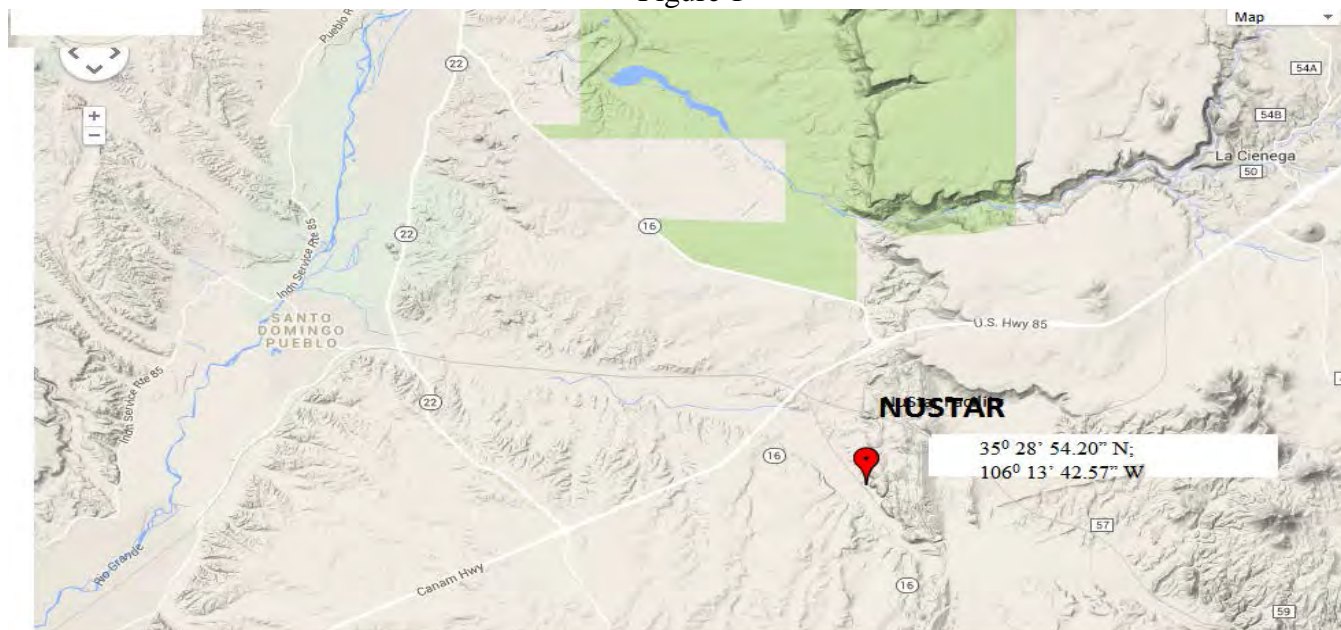 Map
Pueblo R
22
54A
54B
La Cienega
50
Indn Service Rte 85
22
16
SANTO
DOMINGO
PUEBLO
U.S. Hwy 85
Indn Service Rte 85
22
NUSTAR
16
35⁰ 28’ 54.20” N;
106⁰ 13’ 42.57” W
57
Rio Grande
Canam Hwy
16
59